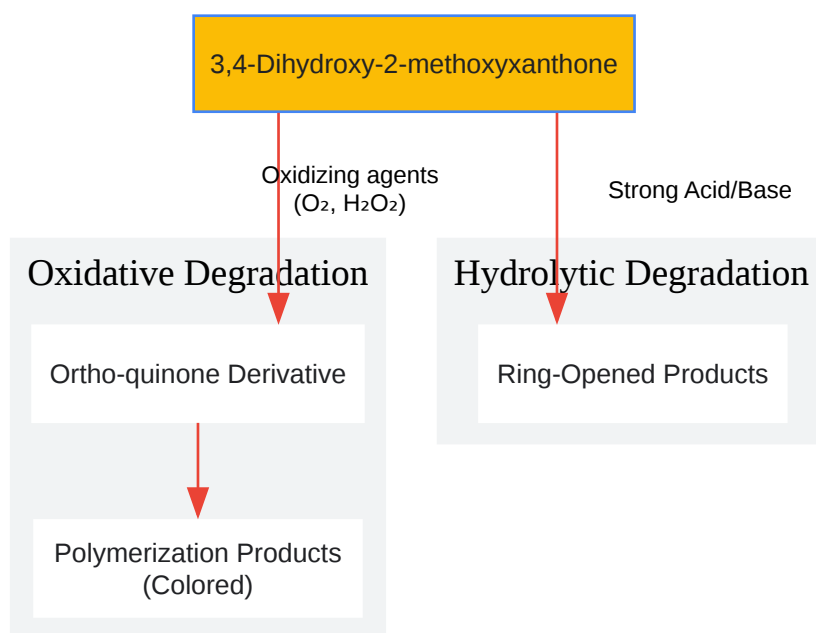 3,4-Dihydroxy-2-methoxyxanthone
Oxidizing agents
(O₂, H₂O₂)
Strong Acid/Base
Oxidative Degradation
Hydrolytic Degradation
Ortho-quinone Derivative
Ring-Opened Products
Polymerization Products
(Colored)